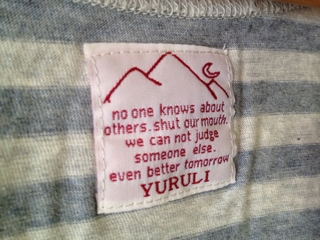 no one knows about
others. shut our mouth.
we can not judge
someone else.
even better tomorrow
YURULI